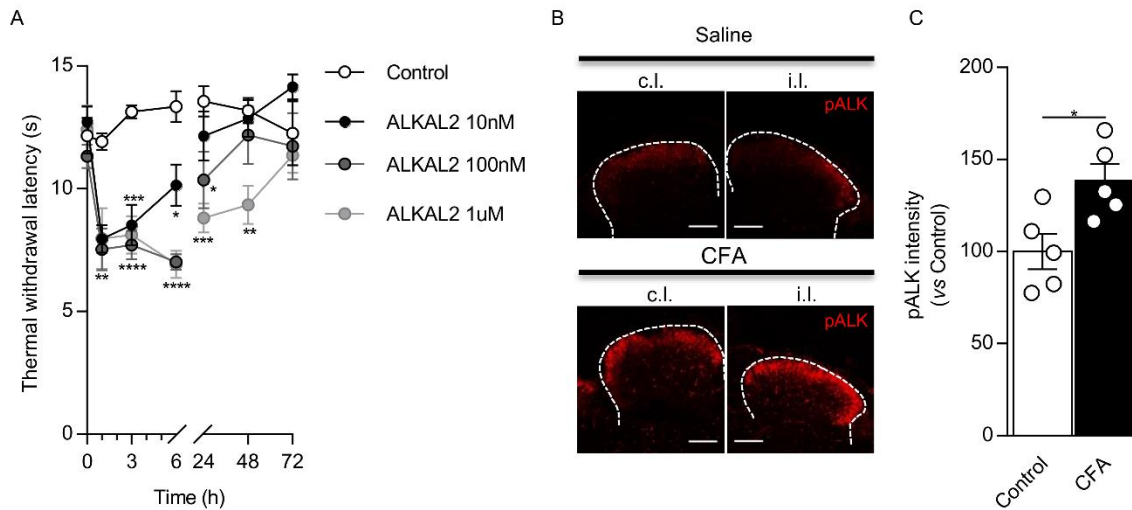 A
Thermal withdrawal latency (s)
15
10
5
0
***
*
*
**
****
****
***
**
0
3
6
24
48
72
Time (h)
Control
ALKAL2 10nM
ALKAL2 100nM
ALKAL2 1uM
B
Saline
c.l.
i.l.
pALK
CFA
c.l.
i.l.
pALK
C
pALK intensity
(vs Control)
200
150
100
50
0
*
Control
CFA